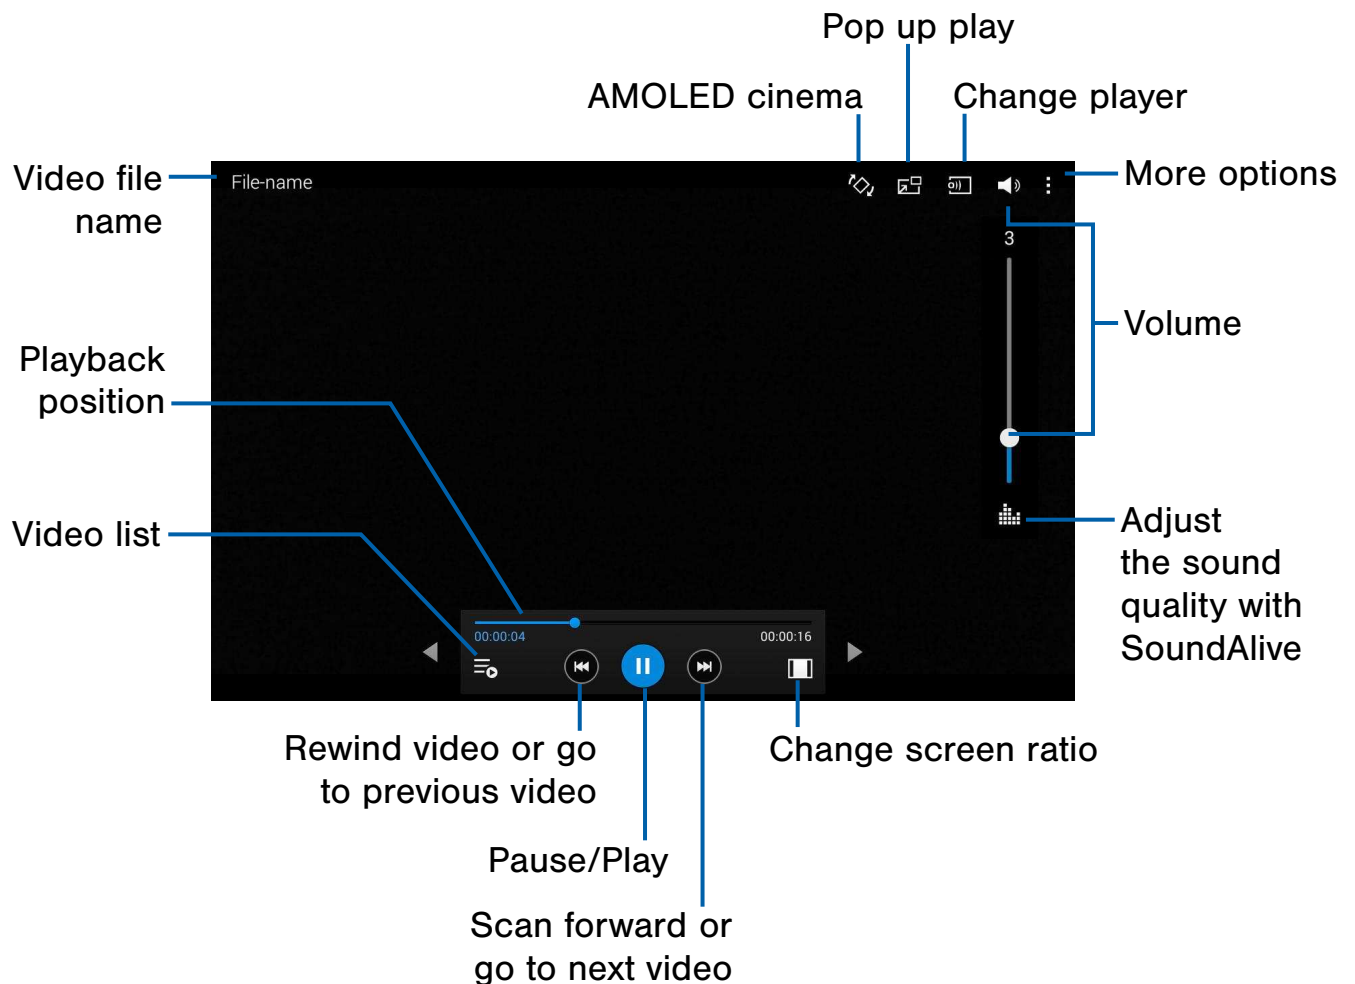 Pop up play
AMOLED cinema
Change player
Video file
name
File-name
More options
3
Volume
Playback
position
Video list
Adjust
the sound
quality with
SoundAlive
00:00:04
00:00:16
Rewind video or go
to previous video
Change screen ratio
Pause/Play
Scan forward or
go to next video